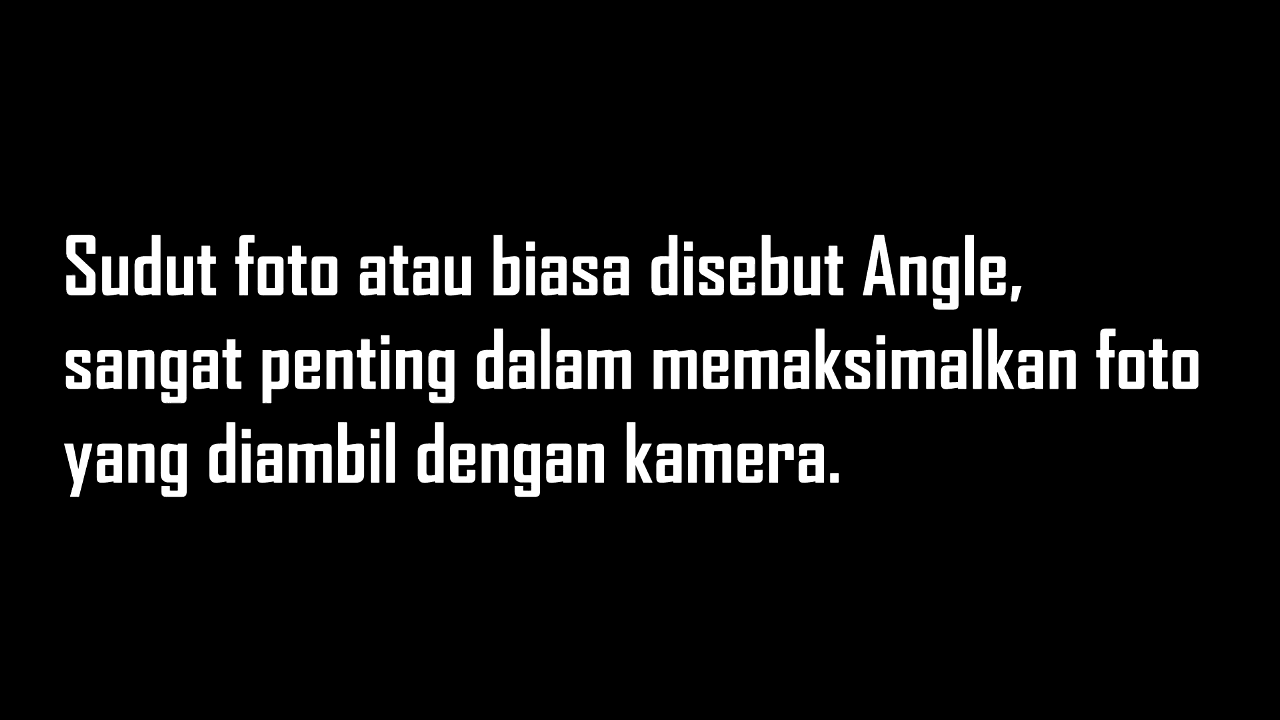 Sudut foto atau biasa disebut Angle,
sangat penting dalam memaksimalkan foto
yang diambil dengan kamera.